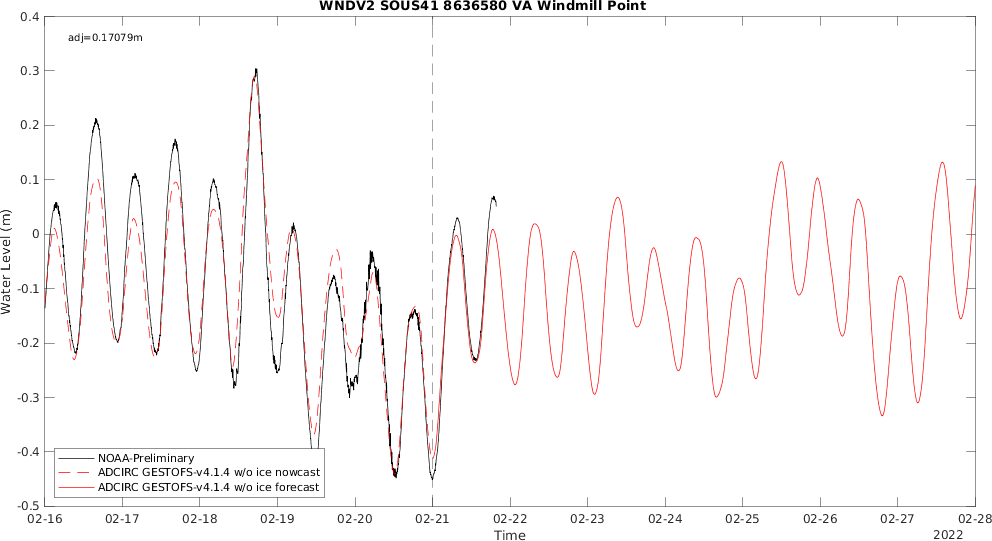 WNDV2 SOUS41 8636580 VA Windmill Point
adj=0.17079m
0.4
0.3
0.2
0.1
0
-0.1
-0.2
-0.3
-0.4
-0.5
Water Level (m)
NOAA-Preliminary
ADCIRC GESTOFS-v4.1.4 w/o ice nowcast
ADCIRC GESTOFS-v4.1.4 w/o ice forecast
02-16 02-17 02-18 02-19 02-20 02-21 02-22 02-23 02-24 02-25 02-26 02-27 02-28
Time
2022